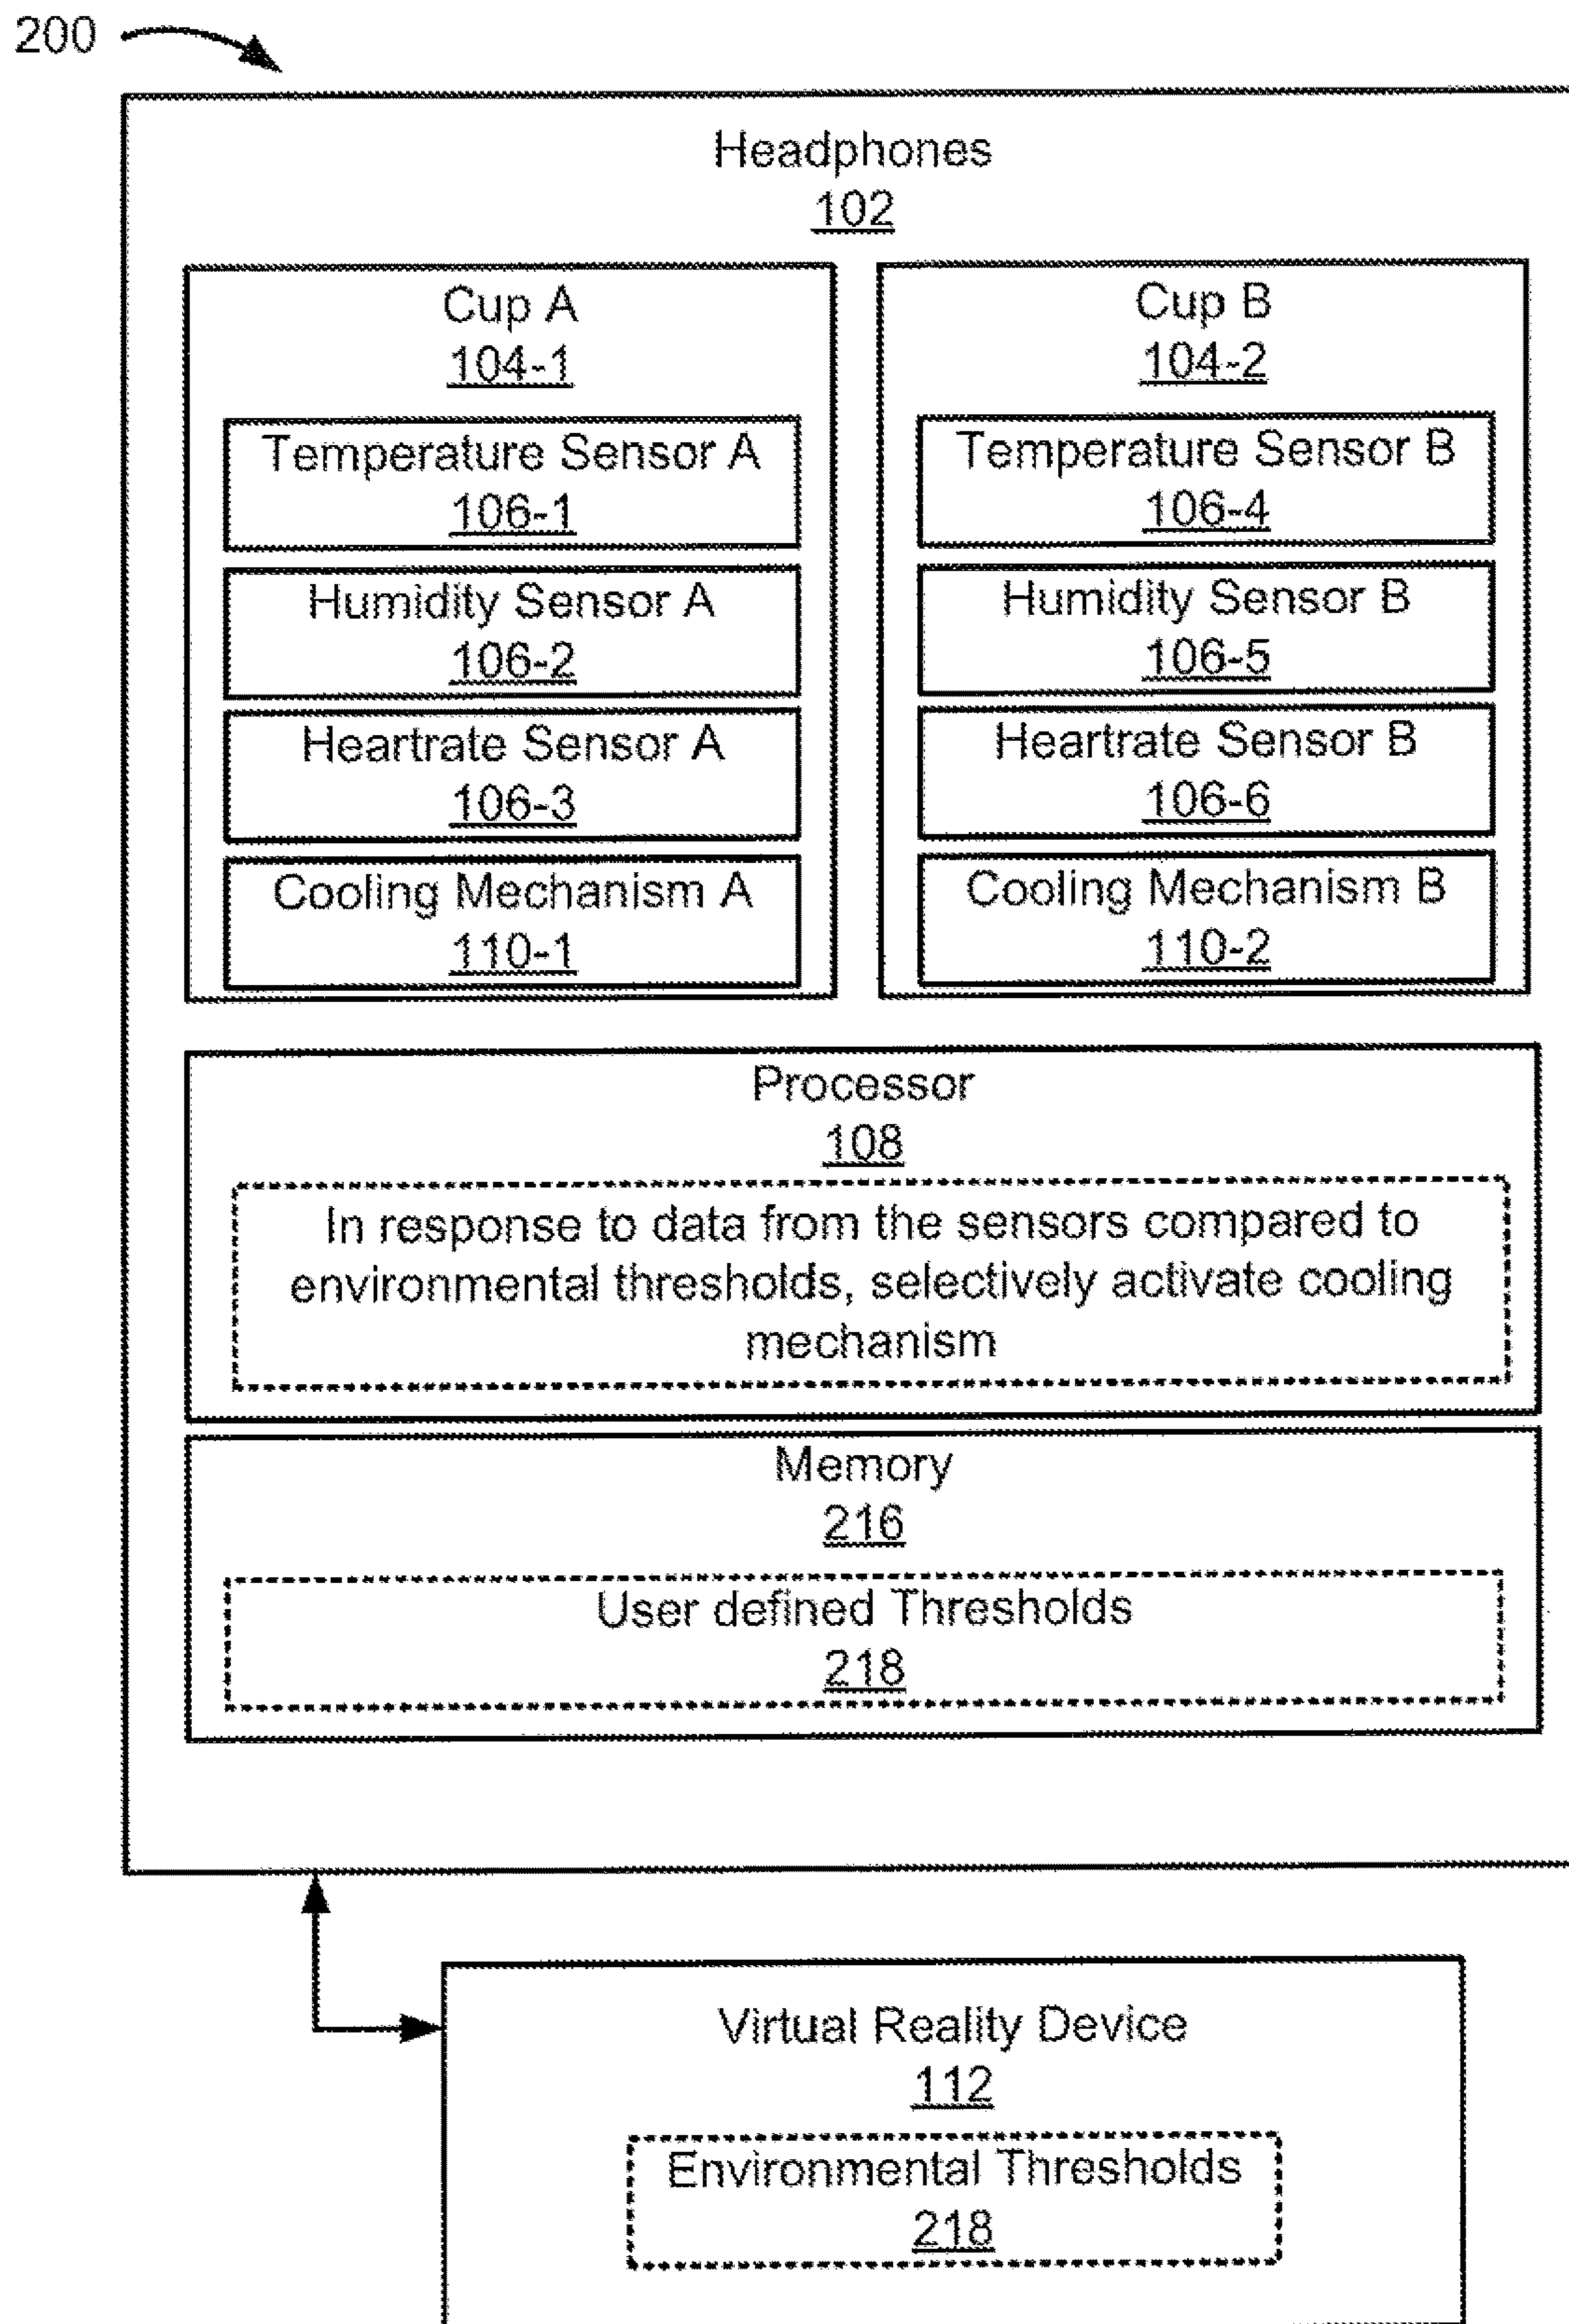 200
Headphones
102
Cup A
104-1
Temperature Sensor A
106-1
Humidity Sensor A
106-2
Heartrate Sensor A
106-3
Cooling Mechanism A
110-1
Cup B
104-2
Temperature Sensor B
106-4
Humidity Sensor B
106-5
Heartrate Sensor B
106-6
Cooling Mechanism B
110-2
Processor
108
In response to data from the sensors compared to
environmental thresholds, selectively activate cooling
mechanism
Memory
216
User defined Thresholds
218
Virtual Reality Device
112
Environmental Thresholds
218